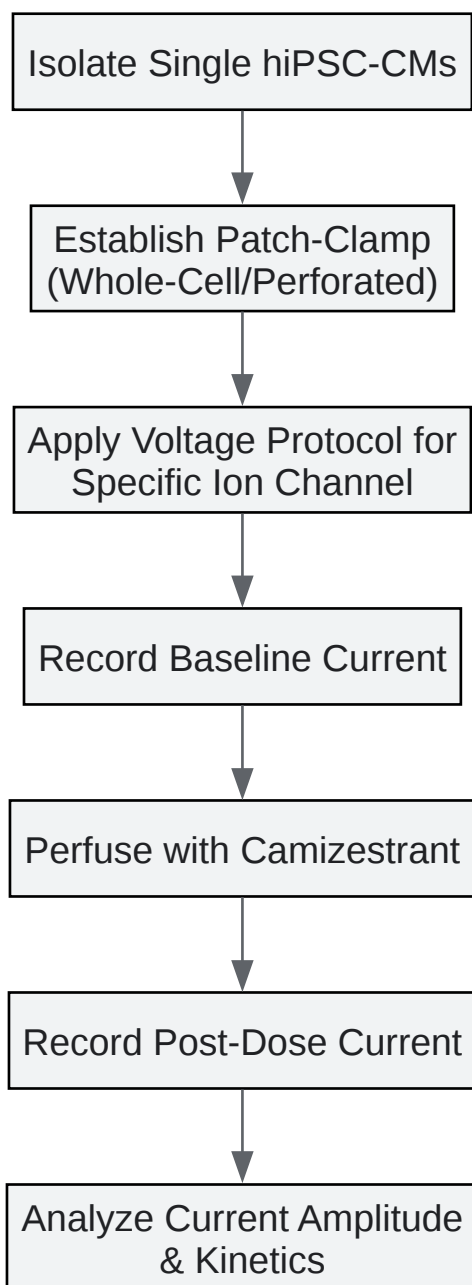 Isolate Single hiPSC-CMs
Establish Patch-Clamp
(Whole-Cell/Perforated)
Apply Voltage Protocol for
Specific Ion Channel
Record Baseline Current
Perfuse with Camizestrant
Record Post-Dose Current
Analyze Current Amplitude
& Kinetics